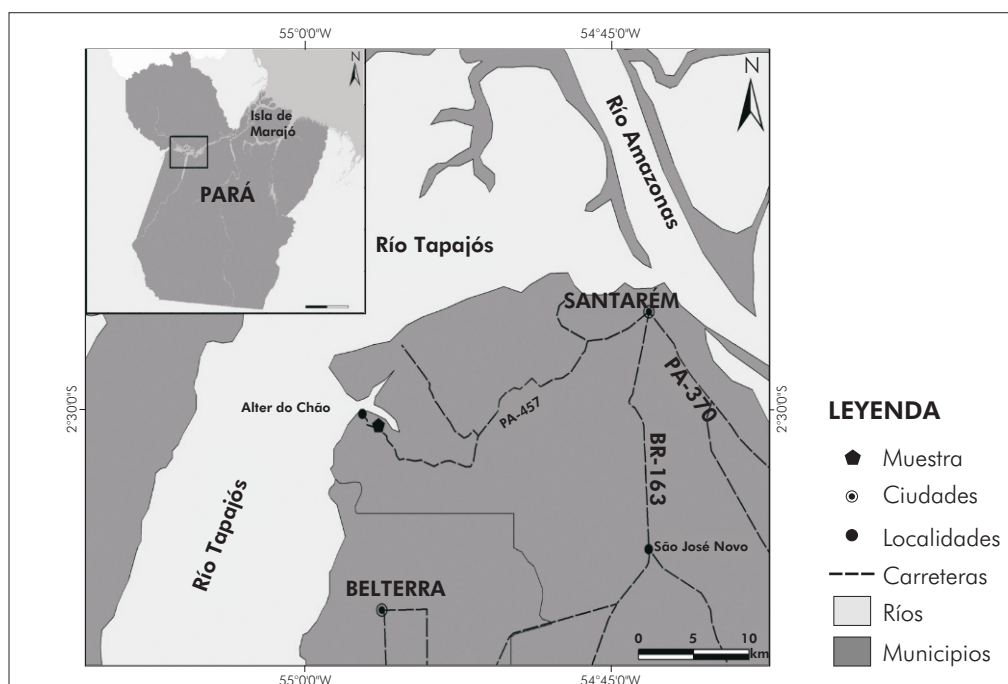 55°0'0"W
54°45'0"W
N
Isla de
Marajó
PARÁ
N
Río Amazonas
Río Tapajós
SANTARÉM
PA-370
2°30'0"S
2°30'0"S
Alter do Chão
PA-457
BR-163
Río Tapajós
São José Novo
BELTERRA
0 5 10
km
55°0'0"W
54°45'0"W
LEYENDA
Muestra
Ciudades
Localidades
Carreteras
Ríos
Municipios